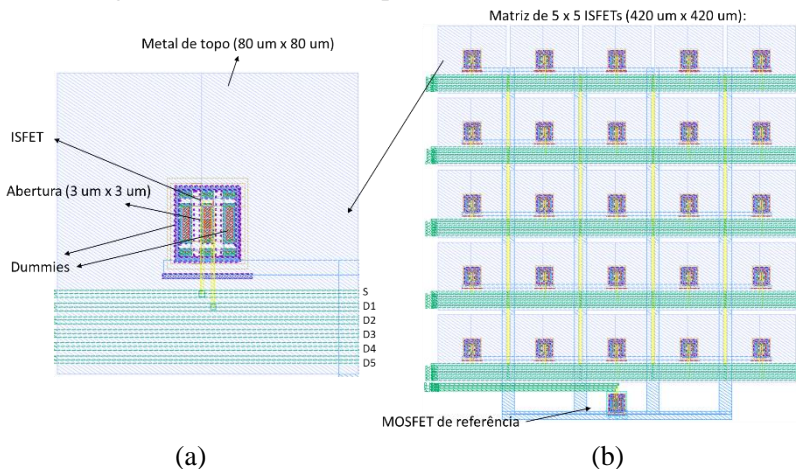 Matriz de 5 x 5 ISFETs (420 um x 420 um):
Metal de topo (80 um x 80 um)
ISFET
Abertura (3 um x 3 um)
Dummies
S
D1
D2
D3
D4
D5
MOSFET de referência
(a)
(b)